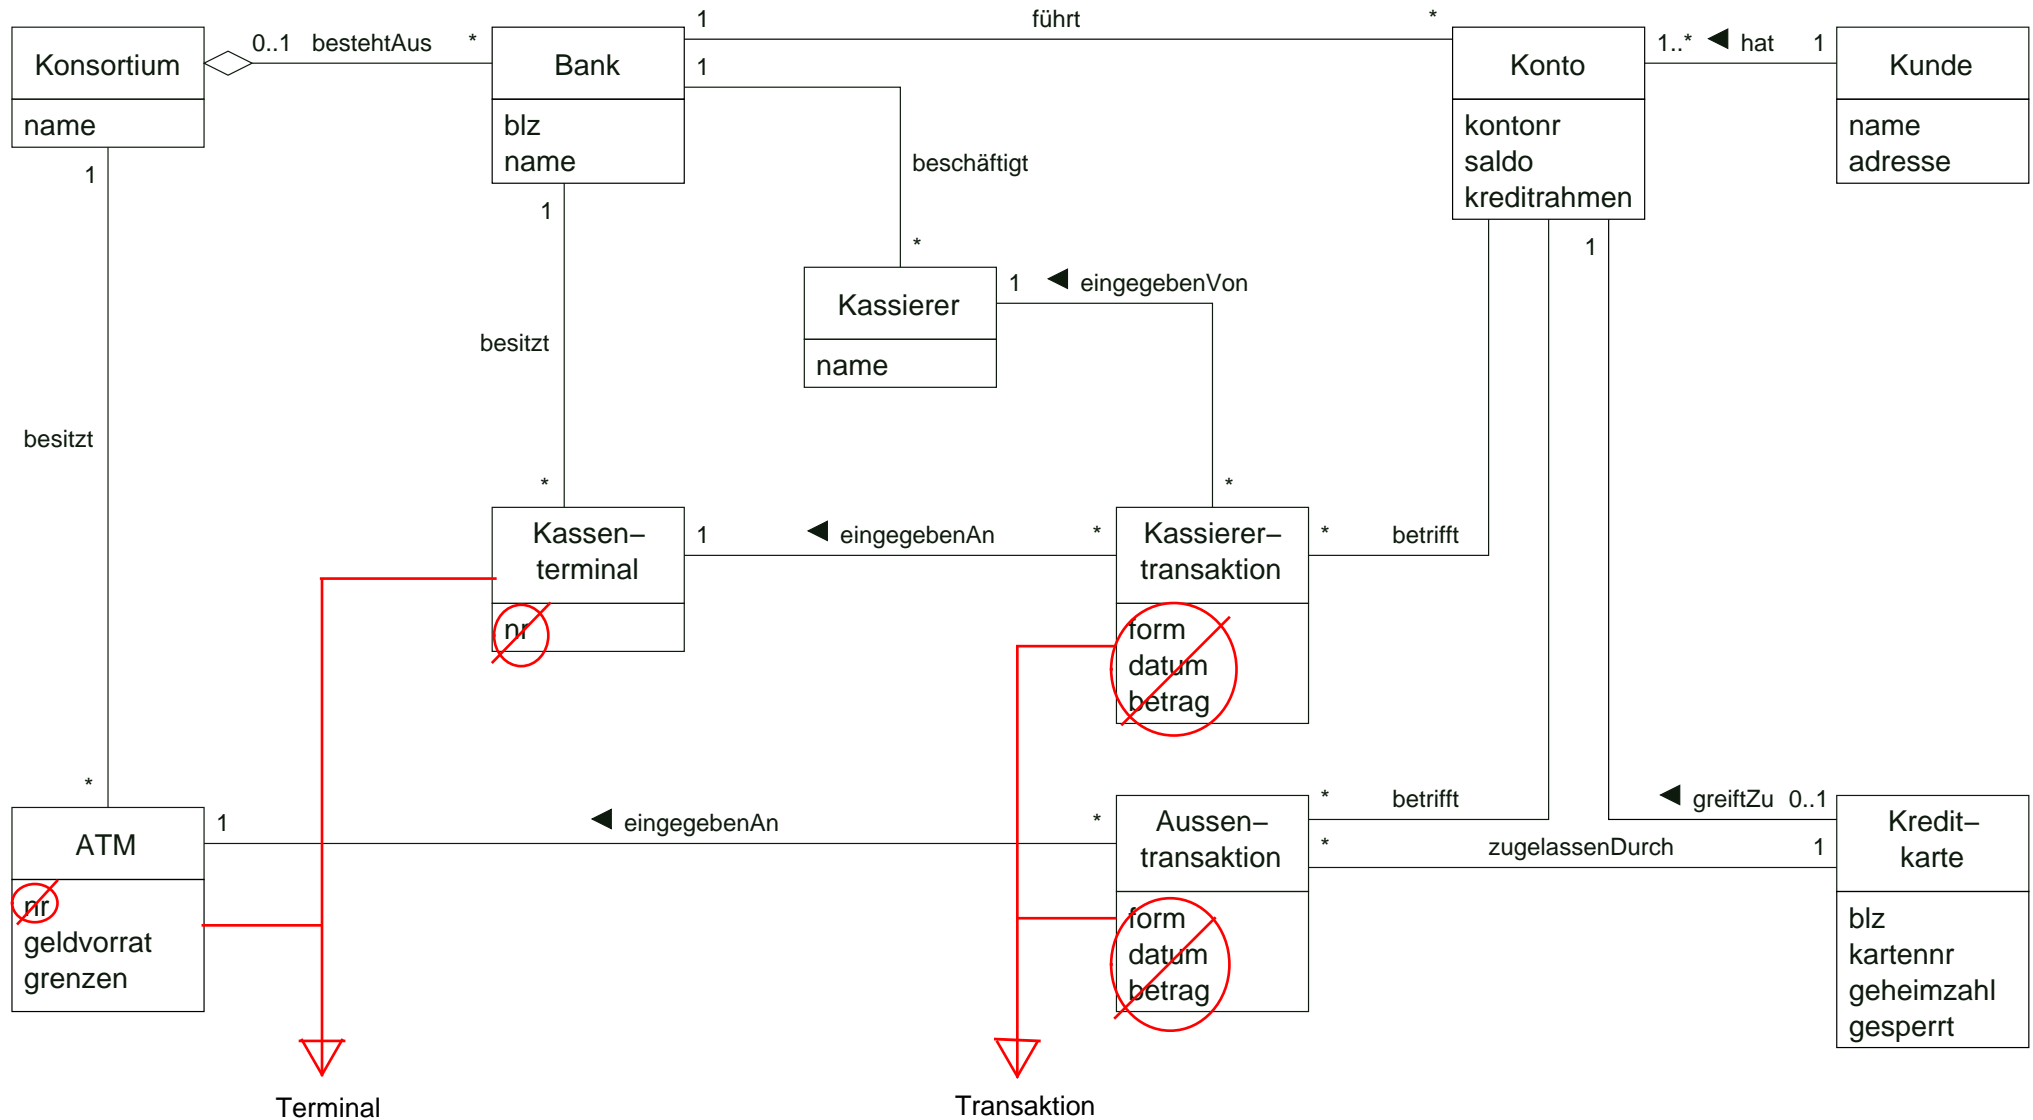 1 führt *
Konsortium
0..1 bestehtAus *
Bank
Konto
1..* ◀ hat 1
Kunde
name
1
blz
name
1
kontonr
saldo
kreditrahmen
name
adresse
1
beschäftigt
*
1
Kassierer
name
1 ◀ eingegebenVon
*
besitzt
*
besitzt
*
1
Kassen–
terminal
nr
1 ◀ eingegebenAn *
Kassierer–
transaktion
form
datum
betrag
* betrifft
ATM
nr
geldvorrat
grenzen
1 ◀ eingegebenAn *
Aussen–
transaktion
form
datum
betrag
* betrifft
◀ greiftZu 0..1
* zugelassenDurch 1
Kredit–
karte
blz
kartennr
geheimzahl
gesperrt
Terminal
Transaktion